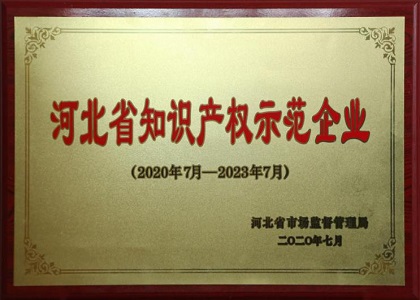 河北省知识产权示范企业
（2020年7月—2023年7月）
河北省市场监督管理局
二〇二〇年七月